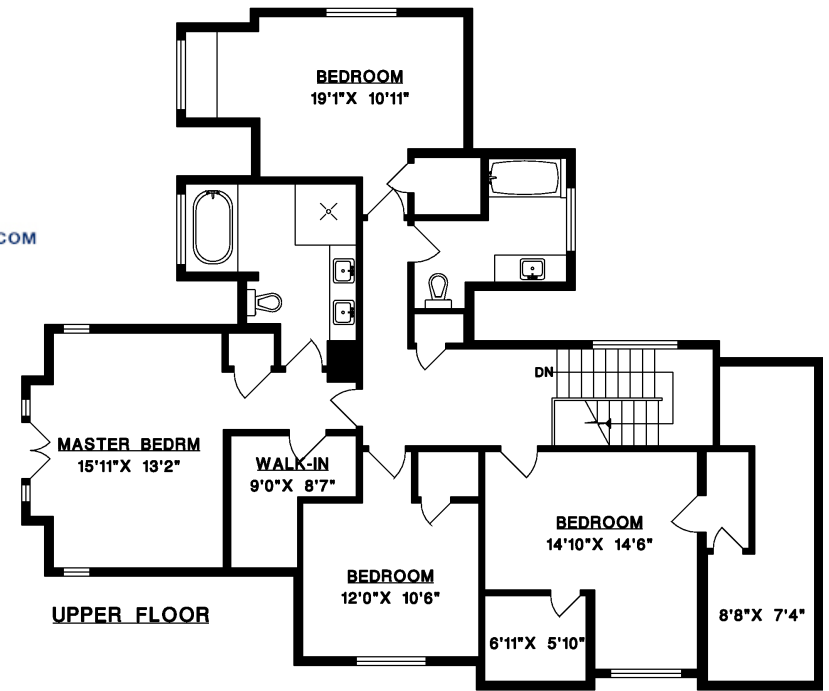 BEDROOM
19'1"X 10'11"
COM
DN
MASTER BEDRM
15'11"X 13'2"
WALK-IN
9'0"X 8'7"
BEDROOM
14'10"X 14'6"
BEDROOM
12'0"X 10'6"
UPPER FLOOR
6'11"X 5'10"
8'8"X 7'4"